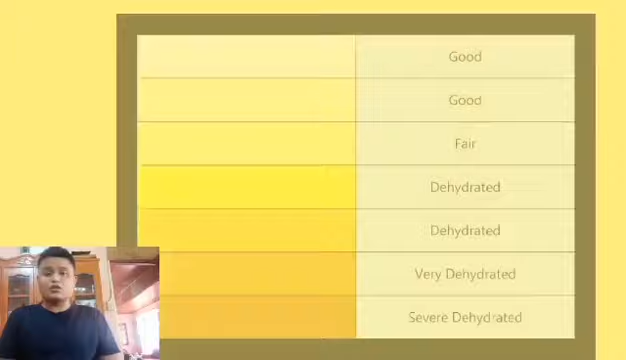 Good
Good
Fair
Dehydrated
Dehydrated
Very Dehydrated
Severe Dehydrated